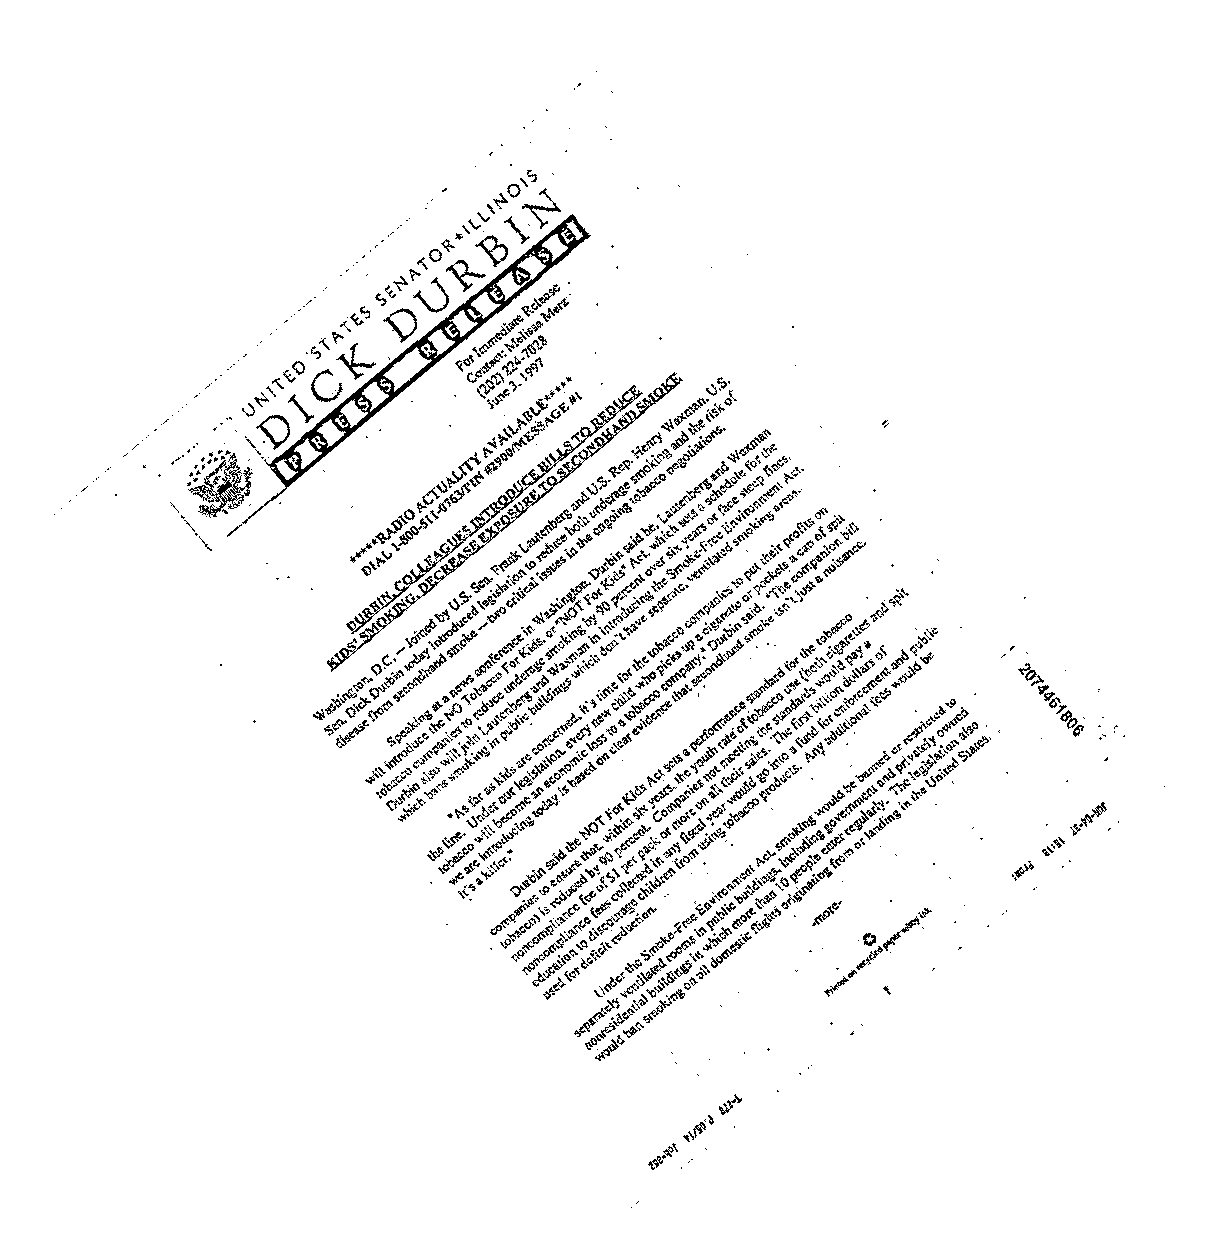 UNITED STATES SENATOR★ILLINOIS
DICK DURBIN
PRESS RELEASE
For Immediate Release
Contact: Melissa Merz
(202) 224-7028
June 3, 1997
*****RADIO ACTUALITY AVAILABLE*****
DIAL 1-800-511-0763/PIN #2900/MESSAGE #1
DURBIN, COLLEAGUES INTRODUCE BILLS TO REDUCE
KIDS' SMOKING, DECREASE EXPOSURE TO SECONDHAND SMOKE
Washington, D.C. -- Joined by U.S. Sen. Frank Lautenberg and U.S. Rep. Henry Waxman, U.S.
Sen. Dick Durbin today introduced legislation to reduce both underage smoking and the risk of
disease from secondhand smoke -- two critical issues in the ongoing tobacco negotiations.
Speaking at a news conference in Washington, Durbin said he, Lautenberg and Waxman
will introduce the NO Tobacco For Kids, or "NOT For Kids" Act, which sets a schedule for the
tobacco companies to reduce underage smoking by 90 percent over six years or face steep fines.
Durbin also will join Lautenberg and Waxman in introducing the Smoke-Free Environment Act,
which bans smoking in public buildings which don't have separate, ventilated smoking areas.
"As far as kids are concerned, it's time for the tobacco companies to put their profits on
the line. Under our legislation, every new child who picks up a cigarette or pockets a can of spit
tobacco will become an economic loss to a tobacco company," Durbin said. "The companion bill
we are introducing today is based on clear evidence that secondhand smoke isn't just a nuisance.
It's a killer."
Durbin said the NOT For Kids Act sets a performance standard for the tobacco
companies to ensure that, within six years, the youth rate of tobacco use (both cigarettes and spit
tobacco) is reduced by 90 percent. Companies not meeting the standards would pay a
noncompliance fee of $1 per pack or more on all their sales. The first billion dollars of
noncompliance fees collected in any fiscal year would go into a fund for enforcement and public
education to discourage children from using tobacco products. Any additional fees would be
used for deficit reduction.
Under the Smoke-Free Environment Act, smoking would be banned or restricted to
separately ventilated rooms in public buildings, including government and privately owned
nonresidential buildings in which more than 10 people enter regularly. The legislation also
would ban smoking on all domestic flights originating from or landing in the United States.
-more-
Printed on recycled paper
2074461806